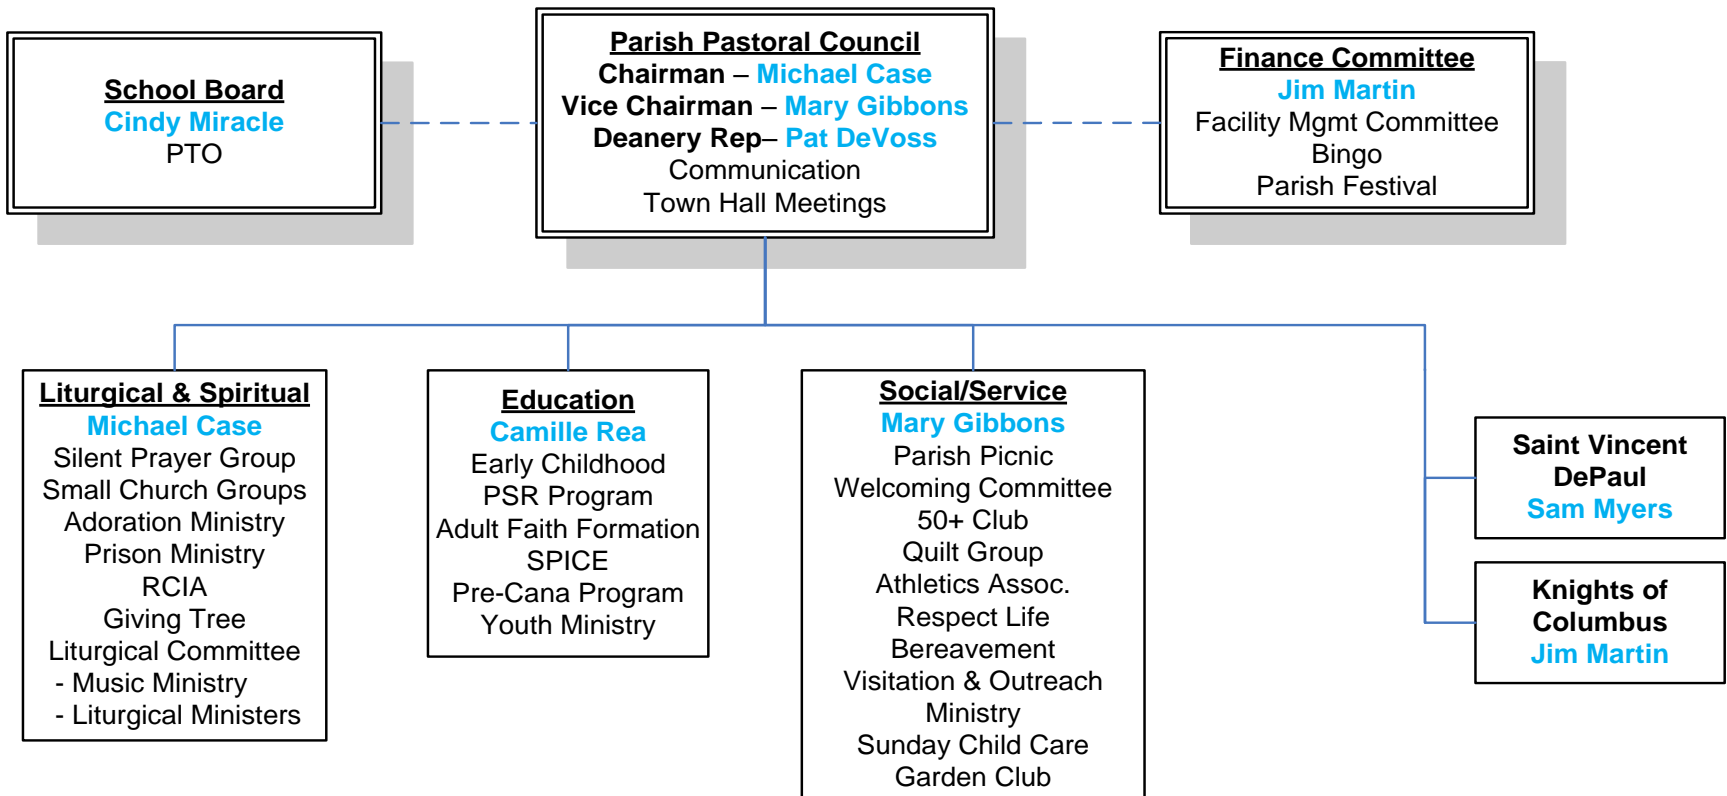 School Board
Cindy Miracle
PTO
Parish Pastoral Council
Chairman – Michael Case
Vice Chairman – Mary Gibbons
Deanery Rep– Pat DeVoss
Communication
Town Hall Meetings
Finance Committee
Jim Martin
Facility Mgmt Committee
Bingo
Parish Festival
Liturgical & Spiritual
Michael Case
Silent Prayer Group
Small Church Groups
Adoration Ministry
Prison Ministry
RCIA
Giving Tree
Liturgical Committee
- Music Ministry
- Liturgical Ministers
Education
Camille Rea
Early Childhood
PSR Program
Adult Faith Formation
SPICE
Pre-Cana Program
Youth Ministry
Social/Service
Mary Gibbons
Parish Picnic
Welcoming Committee
50+ Club
Quilt Group
Athletics Assoc.
Respect Life
Bereavement
Visitation & Outreach
Ministry
Sunday Child Care
Garden Club
Saint Vincent
DePaul
Sam Myers
Knights of
Columbus
Jim Martin